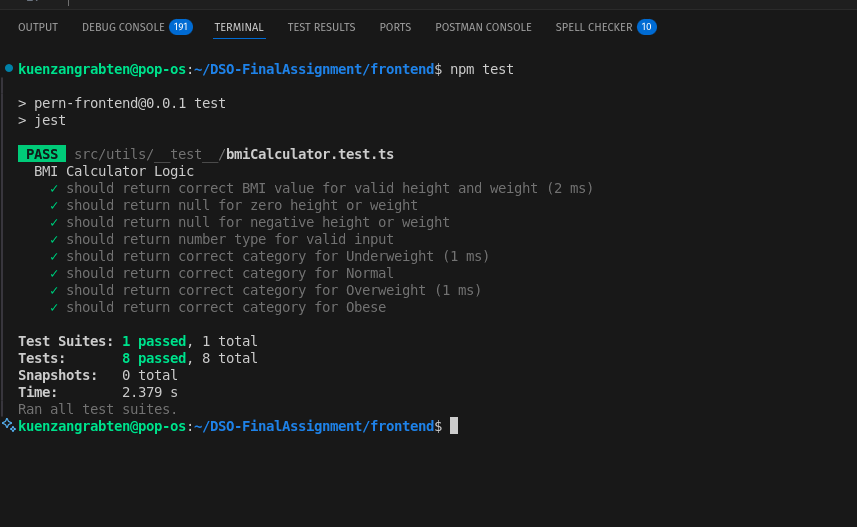 OUTPUT DEBUG CONSOLE 191 TERMINAL TEST RESULTS PORTS POSTMAN CONSOLE SPELL CHECKER 10
kuenzangrabten@pop-os:~/DSO-FinalAssignment/frontend$ npm test
> pern-frontend@0.0.1 test
> jest
PASS src/utils/__test__/bmiCalculator.test.ts
BMI Calculator Logic
✓ should return correct BMI value for valid height and weight (2 ms)
✓ should return null for zero height or weight
✓ should return null for negative height or weight
✓ should return number type for valid input
✓ should return correct category for Underweight (1 ms)
✓ should return correct category for Normal
✓ should return correct category for Overweight (1 ms)
✓ should return correct category for Obese
Test Suites: 1 passed, 1 total
Tests: 8 passed, 8 total
Snapshots: 0 total
Time: 2.379 s
Ran all test suites.
kuenzangrabten@pop-os:~/DSO-FinalAssignment/frontend$